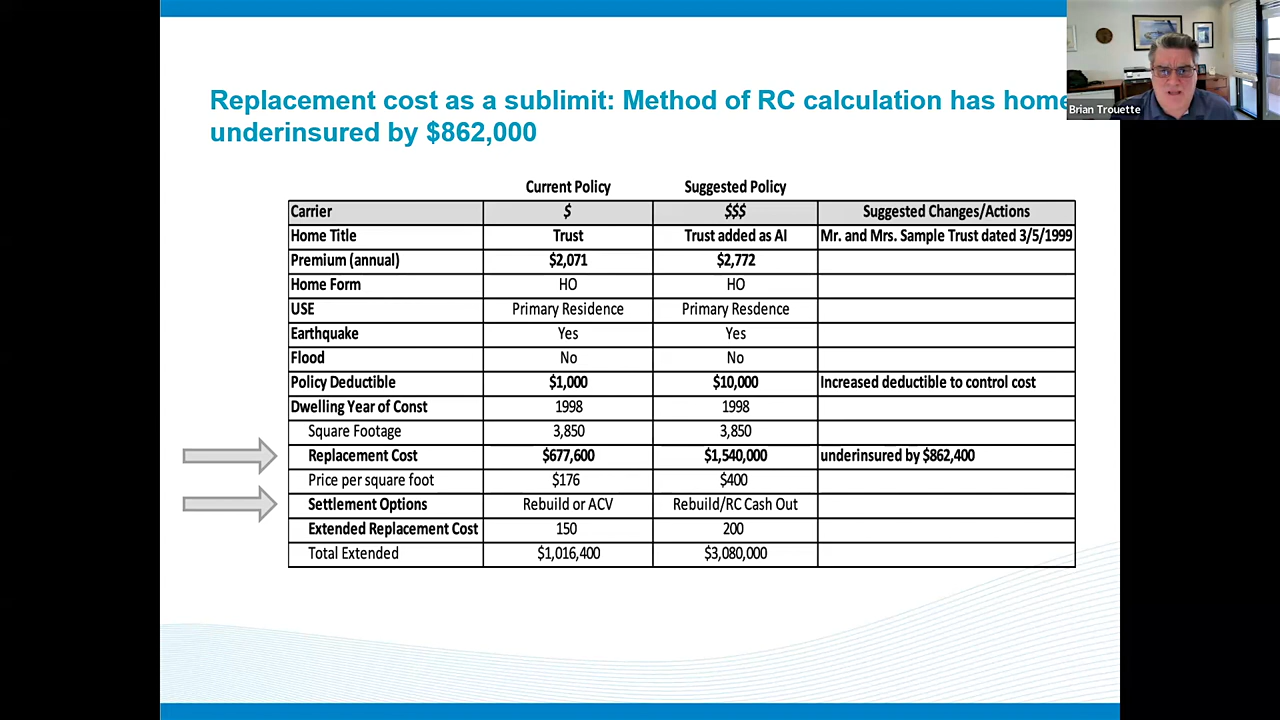 Replacement cost as a sublimit: Method of RC calculation has home
underinsured by $862,000
Brian Trouette
Current Policy Suggested Policy
Carrier $ $$$ Suggested Changes/Actions
Home Title Trust Trust added as AI Mr. and Mrs. Sample Trust dated 3/5/1999
Premium (annual) $2,071 $2,772
Home Form HO HO
USE Primary Residence Primary Resdence
Earthquake Yes Yes
Flood No No
Policy Deductible $1,000 $10,000 Increased deductible to control cost
Dwelling Year of Const 1998 1998
Square Footage 3,850 3,850
Replacement Cost $677,600 $1,540,000 underinsured by $862,400
Price per square foot $176 $400
Settlement Options Rebuild or ACV Rebuild/RC Cash Out
Extended Replacement Cost 150 200
Total Extended $1,016,400 $3,080,000